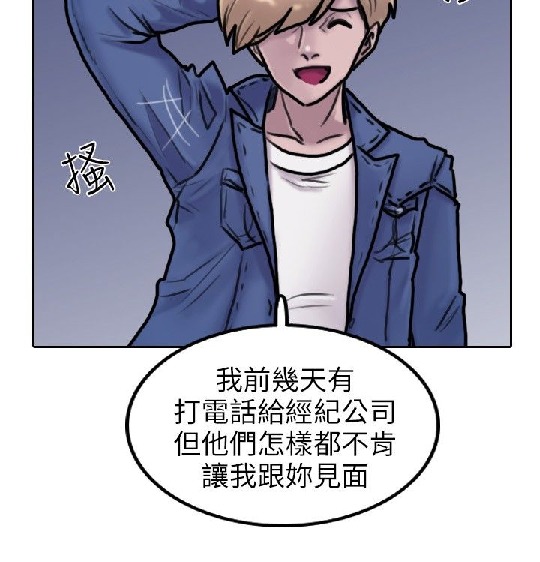 搔
我前幾天有
打電話給經紀公司
但他們怎樣都不肯
讓我跟妳見面